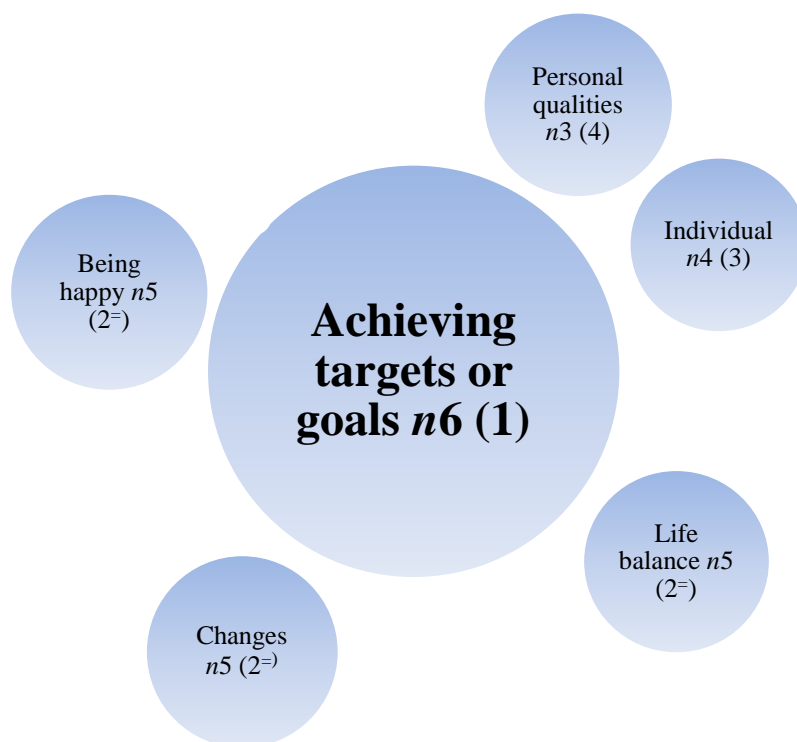 Personal
qualities
n3 (4)
Individual
n4 (3)
Being
happy n5
(2=)
Achieving
targets or
goals n6 (1)
Life
balance n5
(2=)
Changes
n5 (2=)